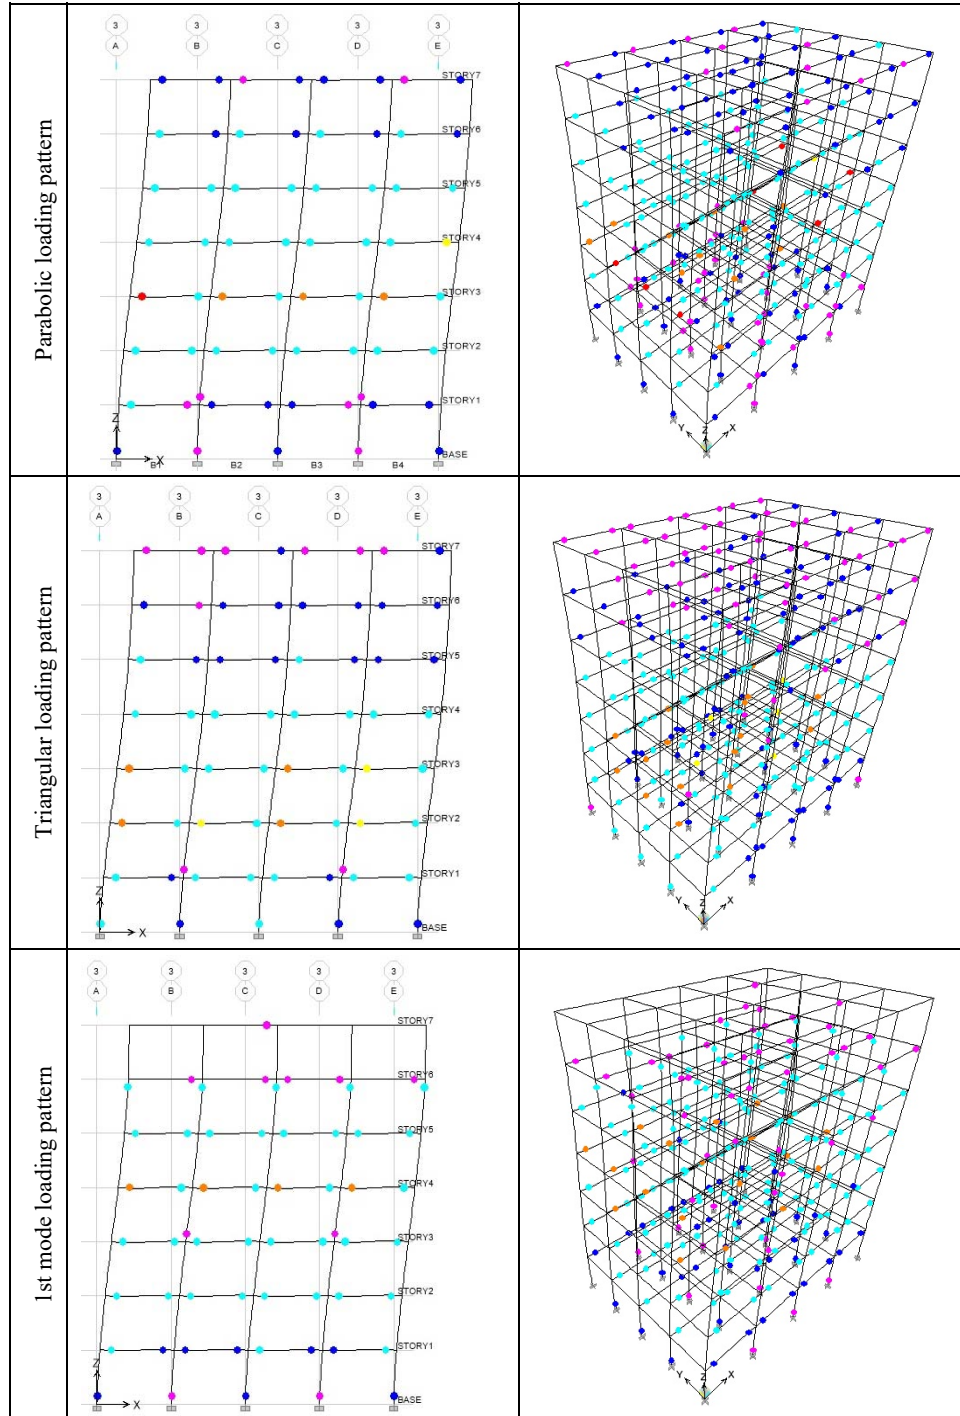 Parabolic loading pattern
3 3 3 3 3
A B C D E
STORY7
STORY6
STORY5
STORY4
STORY3
STORY2
STORY1
Z
X
BASE
B1 B2 B3 B4
Y Z X
Triangular loading pattern
3 3 3 3 3
A B C D E
STORY7
STORY6
STORY5
STORY4
STORY3
STORY2
STORY1
Z
X
BASE
Y Z X
1st mode loading pattern
3 3 3 3 3
A B C D E
STORY7
STORY6
STORY5
STORY4
STORY3
STORY2
STORY1
Z
X
BASE
Y Z X